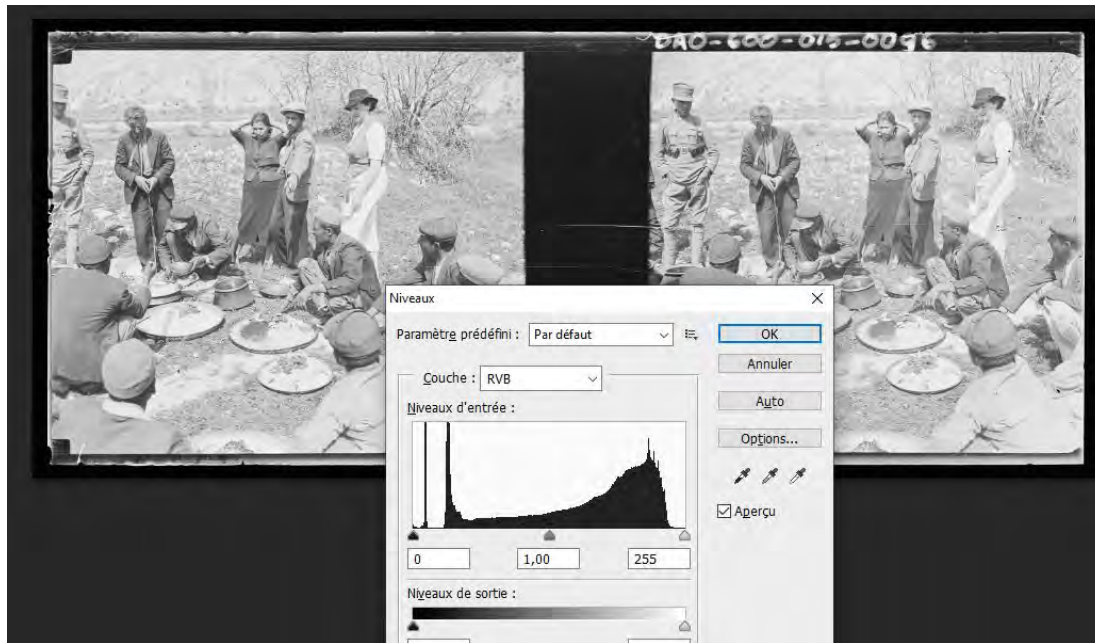 DAO-600-015-0096
Niveaux
Paramètre prédéfini : Par défaut
OK
Annuler
Couche : RVB
Auto
Niveaux d'entrée :
Options...
Aperçu
0 1,00 255
Niveaux de sortie :